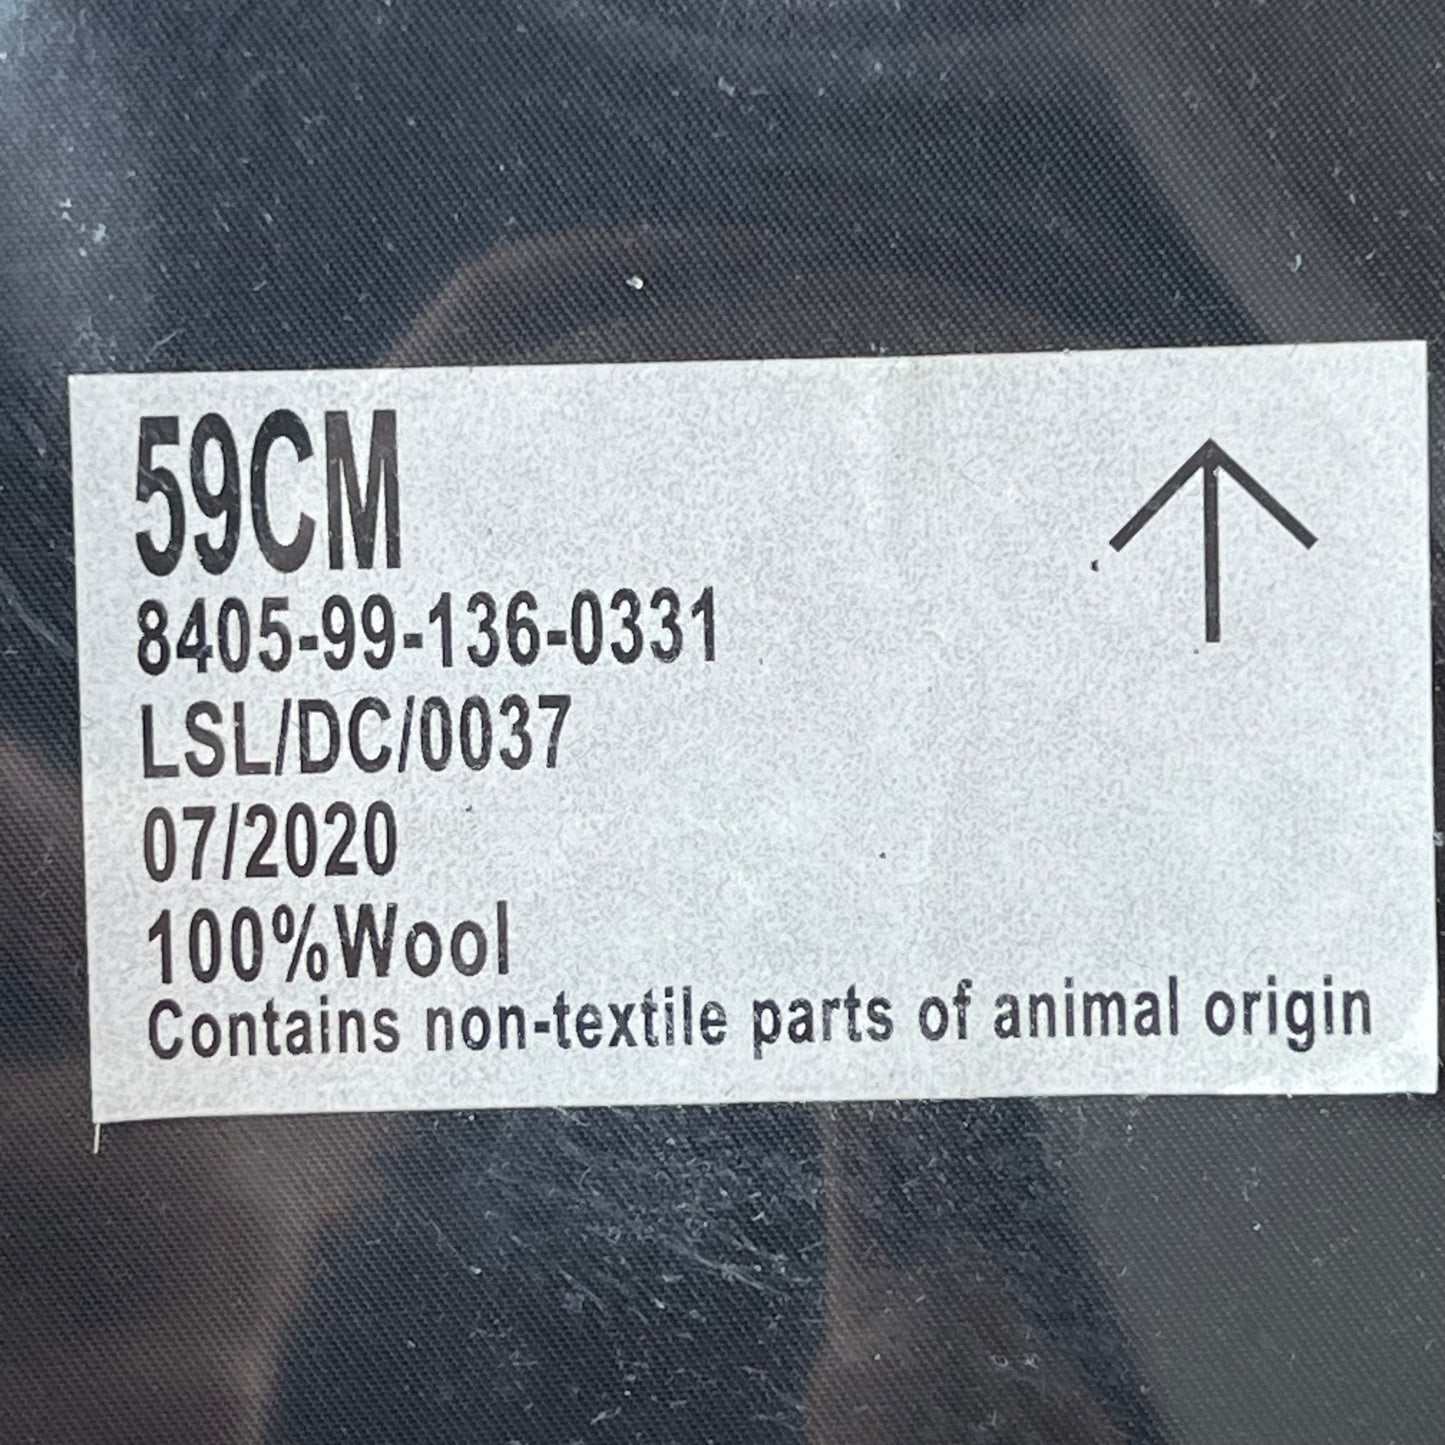 59CM
8405-99-136-0331
LSL/DC/0037
07/2020
100%Wool
Contains non-textile parts of animal origin